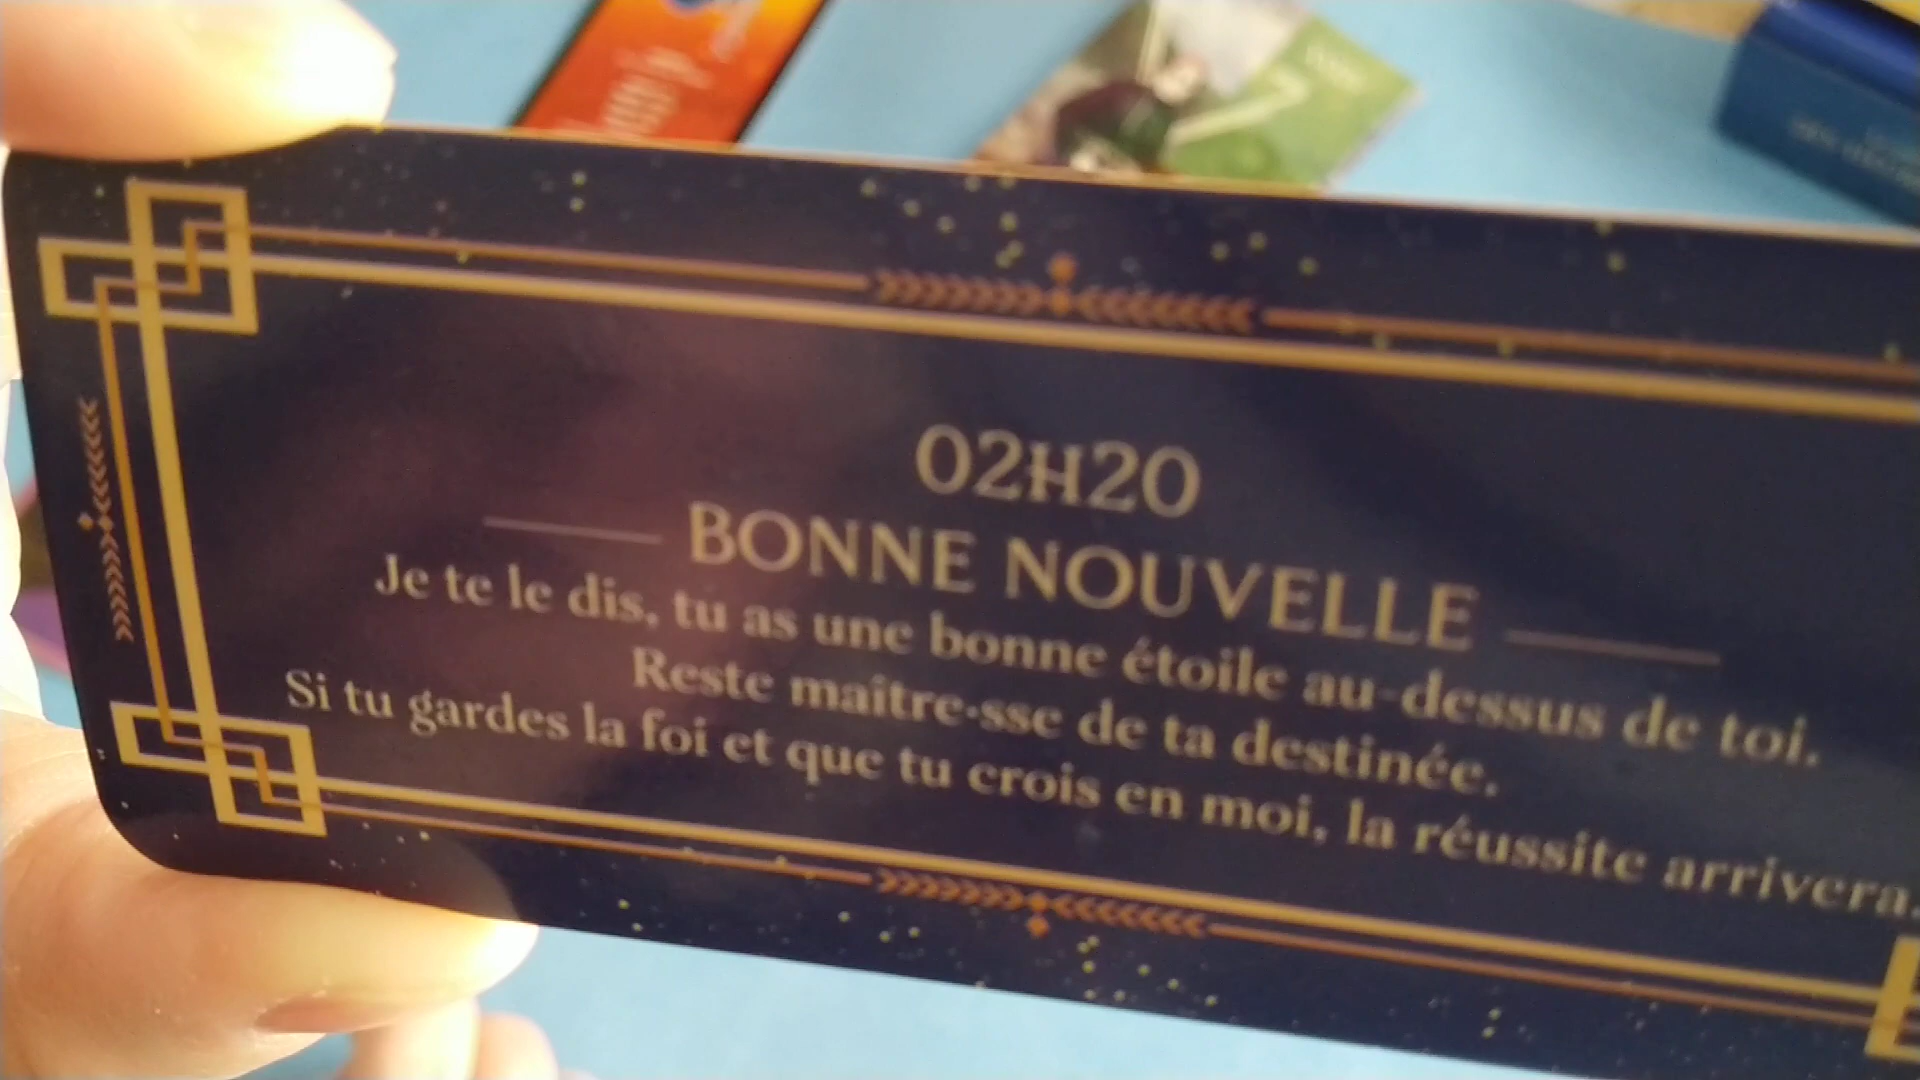 02H20
BONNE NOUVELLE
Je te le dis, tu as une bonne étoile au-dessus de toi.
Reste maître·sse de ta destinée.
Si tu gardes la foi et que tu crois en moi, la réussite arrivera.